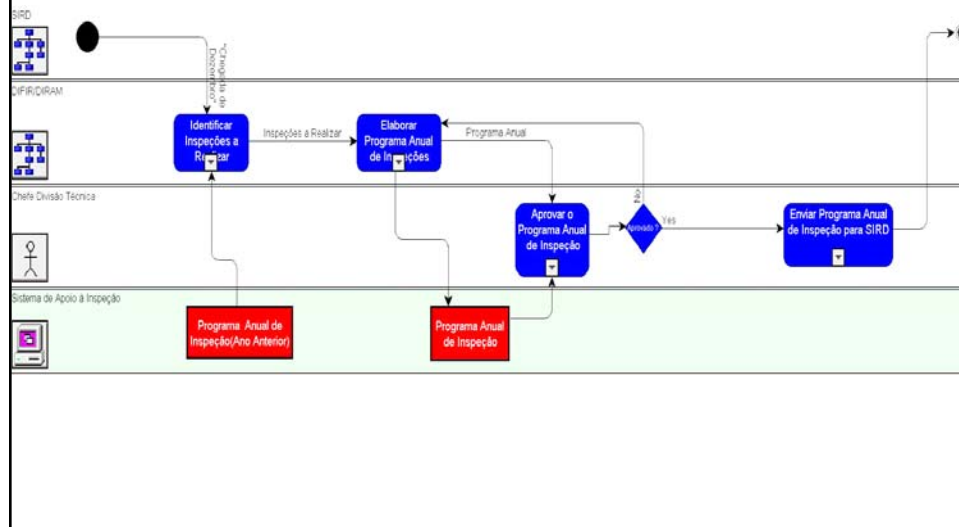 SIRD
"Chegada de
Dezembro"
DIFIR/DIRAM
Identificar
Inspeções a
Inspeções a Realizar
Elaborar
Programa Anual
de
Programa Anual
Chefe Divisão Técnica
Aprovar o
Programa Anual
de Inspeção
Aprovado ?
No
Yes
Enviar Programa Anual
de Inspeção para SIRD
Sistema de Apoio à Inspeção
Programa Anual de
Inspeção(Ano Anterior)
Programa Anual
de Inspeção